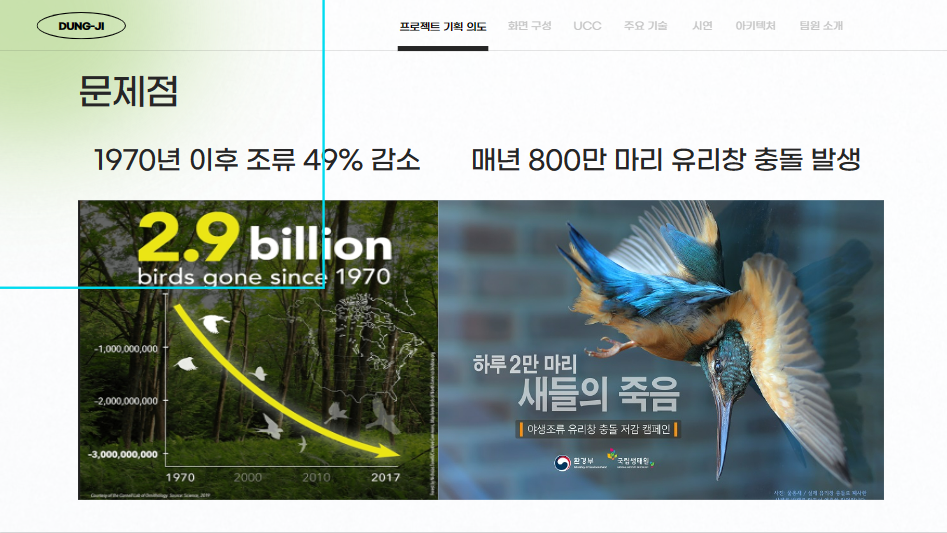 DUNG-JI
프로젝트 기획 의도 화면 구성 UCC 주요 기술 시연 아키텍처 팀원 소개
문제점
1970년 이후 조류 49% 감소
매년 800만 마리 유리창 충돌 발생
2.9 billion
birds gone since 1970
-1,000,000,000
-2,000,000,000
-3,000,000,000
1970 2000 2010 2017
Courtesy of the Cornell Lab of Ornithology. Source: Science, 2019
하루 2만 마리
새들의 죽음
야생조류 유리창 충돌 저감 캠페인
환경부 국립생태원